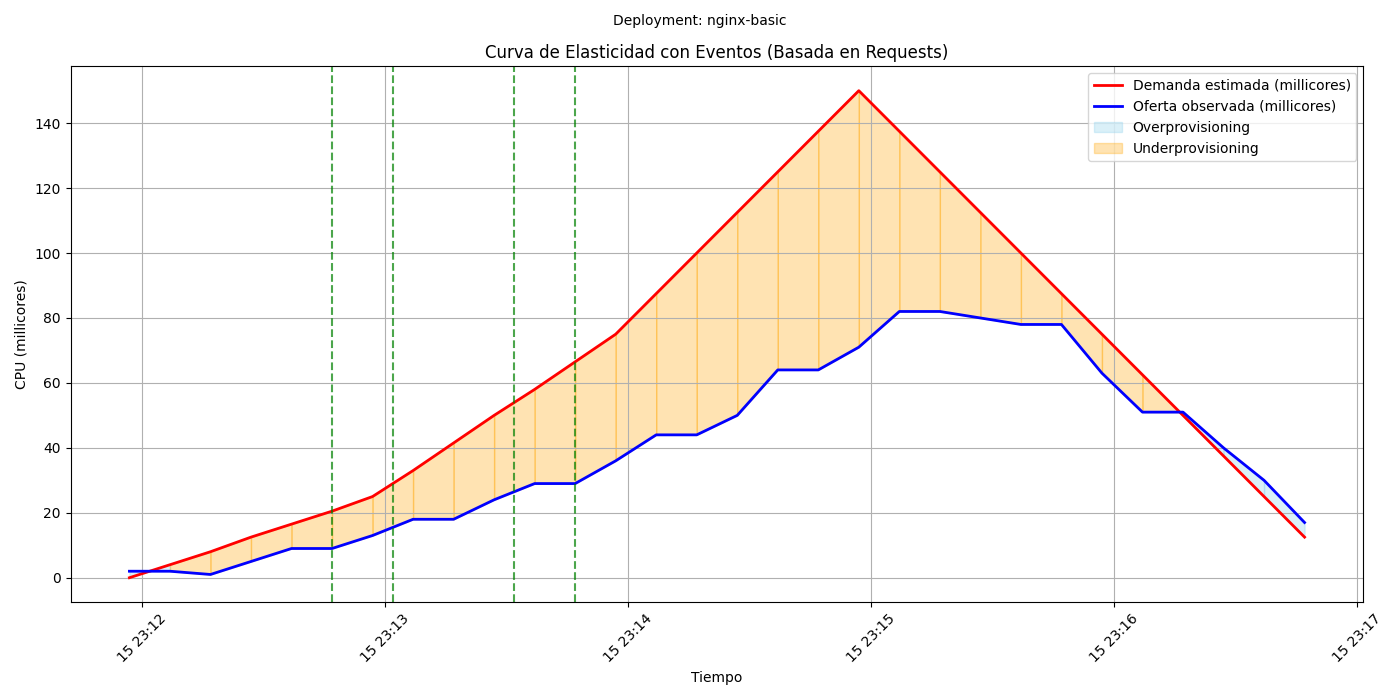 Deployment: nginx-basic
Curva de Elasticidad con Eventos (Basada en Requests)
Demanda estimada (millicores)
Oferta observada (millicores)
Overprovisioning
Underprovisioning
CPU (millicores)
140
120
100
80
60
40
20
0
15 23:12
15 23:13
15 23:14
15 23:15
15 23:16
15 23:17
Tiempo